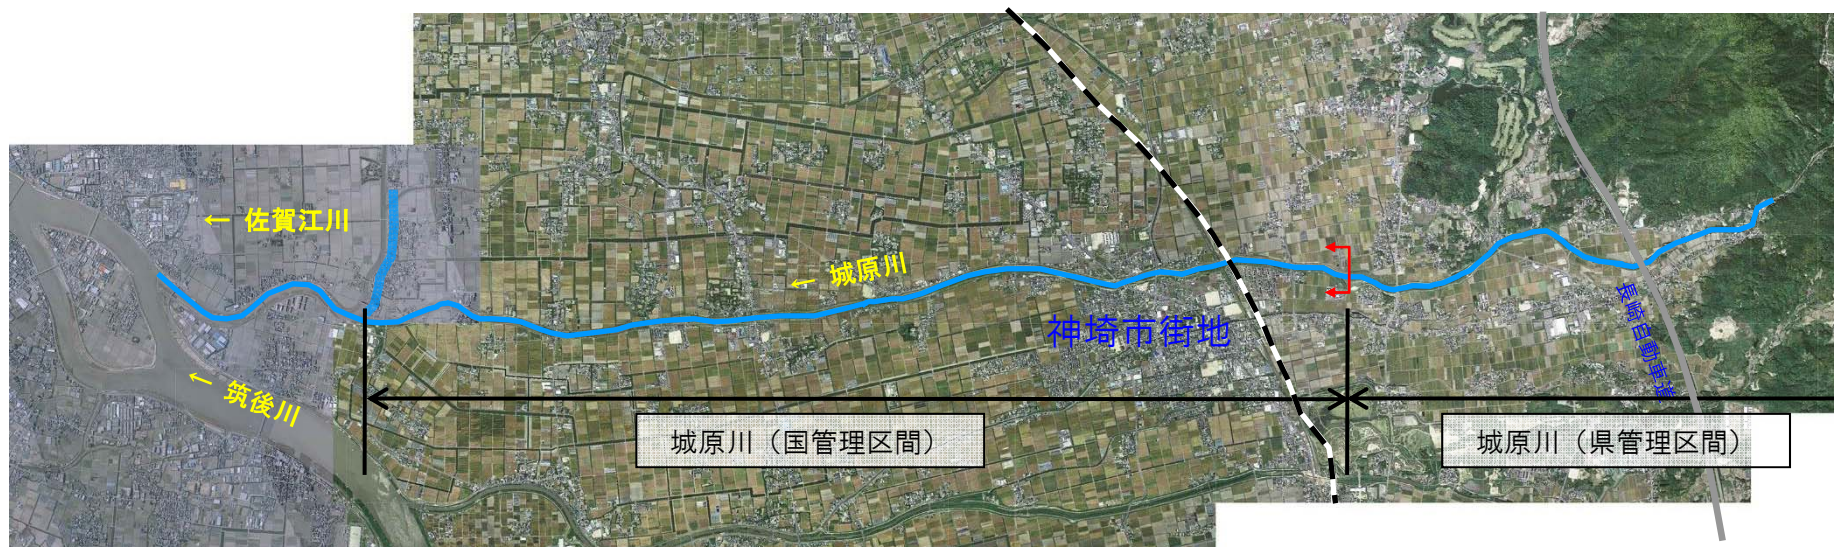 ← 佐賀江川
← 城原川
長崎自動車道
神埼市街地
← 筑後川
城原川（国管理区間）
城原川（県管理区間）